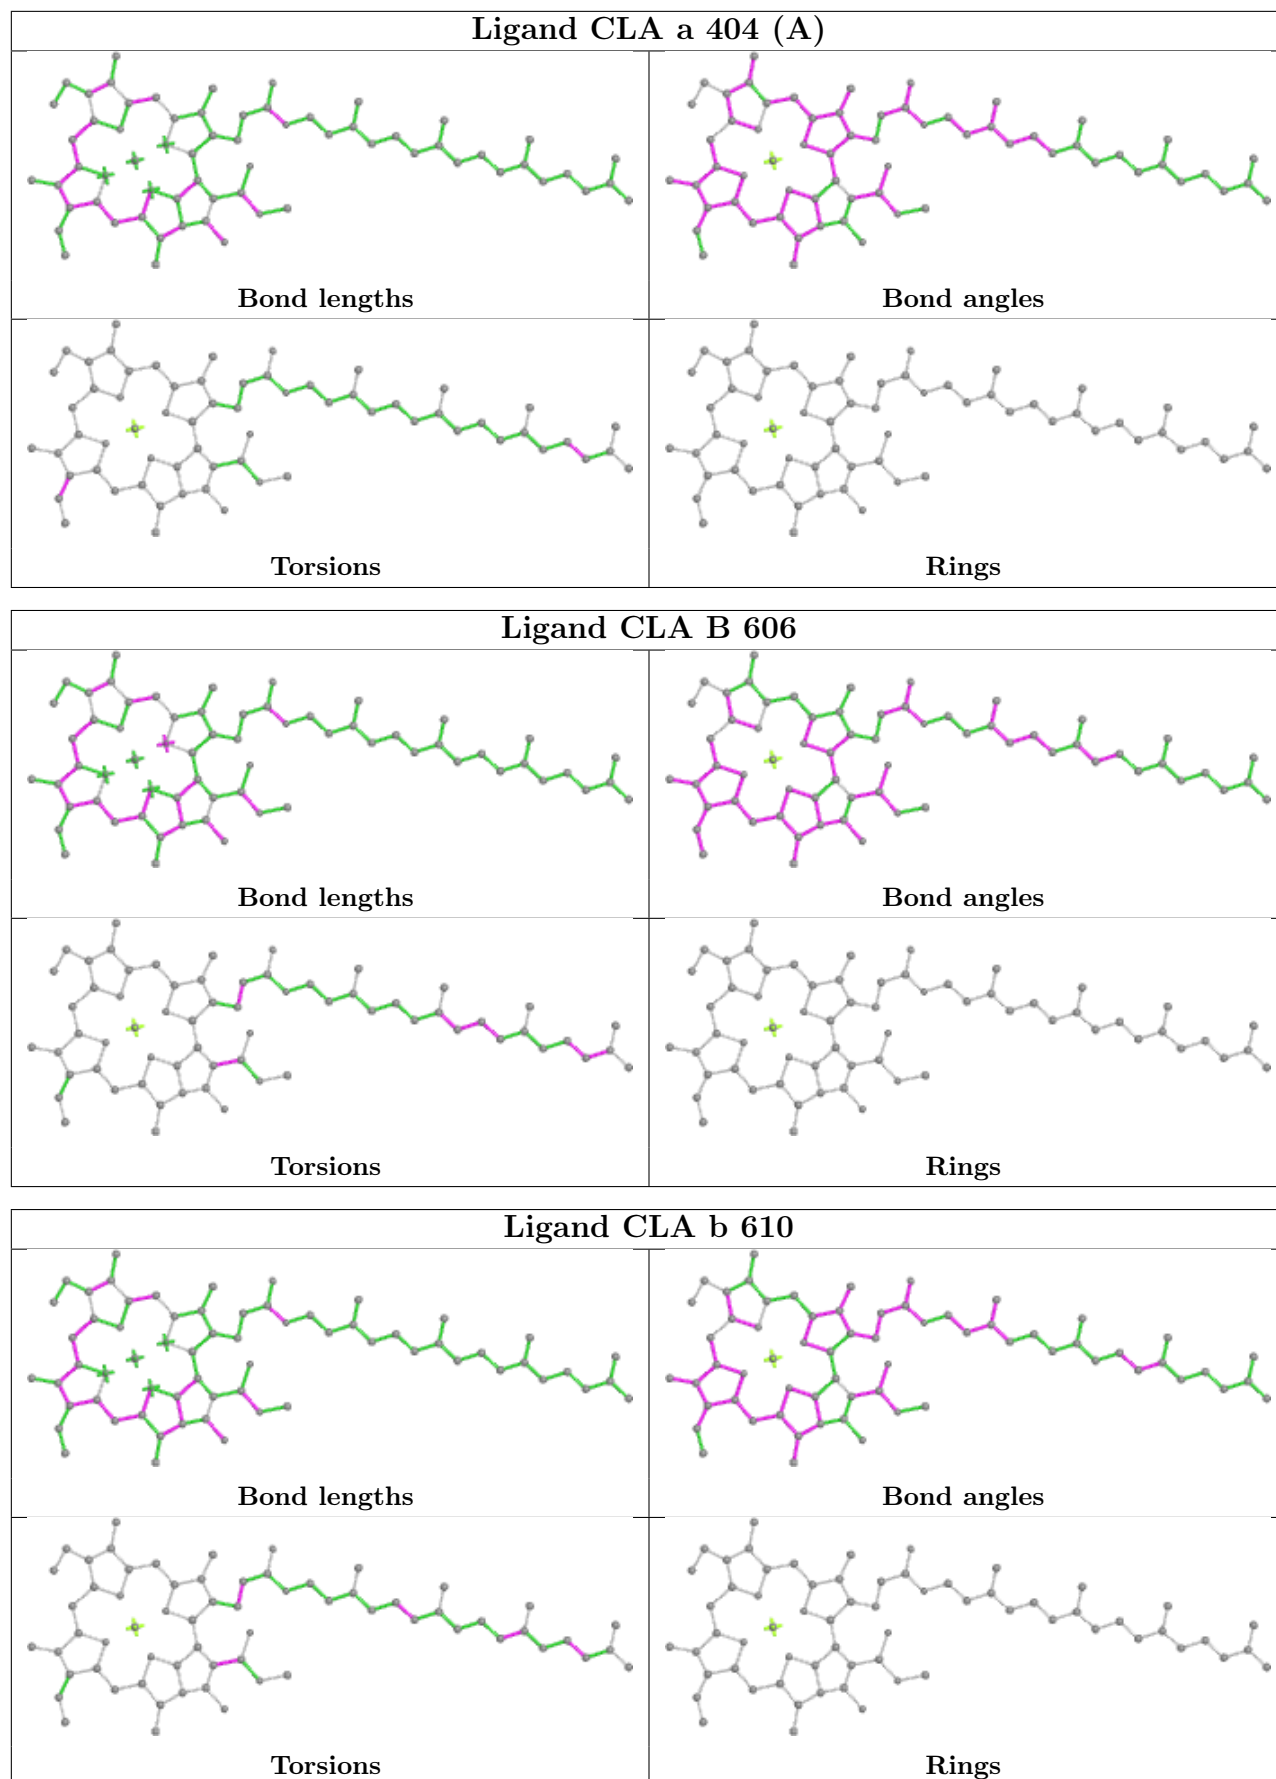 Ligand CLA a 404 (A)
Bond lengths
Bond angles
Torsions
Rings
Ligand CLA B 606
Bond lengths
Bond angles
Torsions
Rings
Ligand CLA b 610
Bond lengths
Bond angles
Torsions
Rings